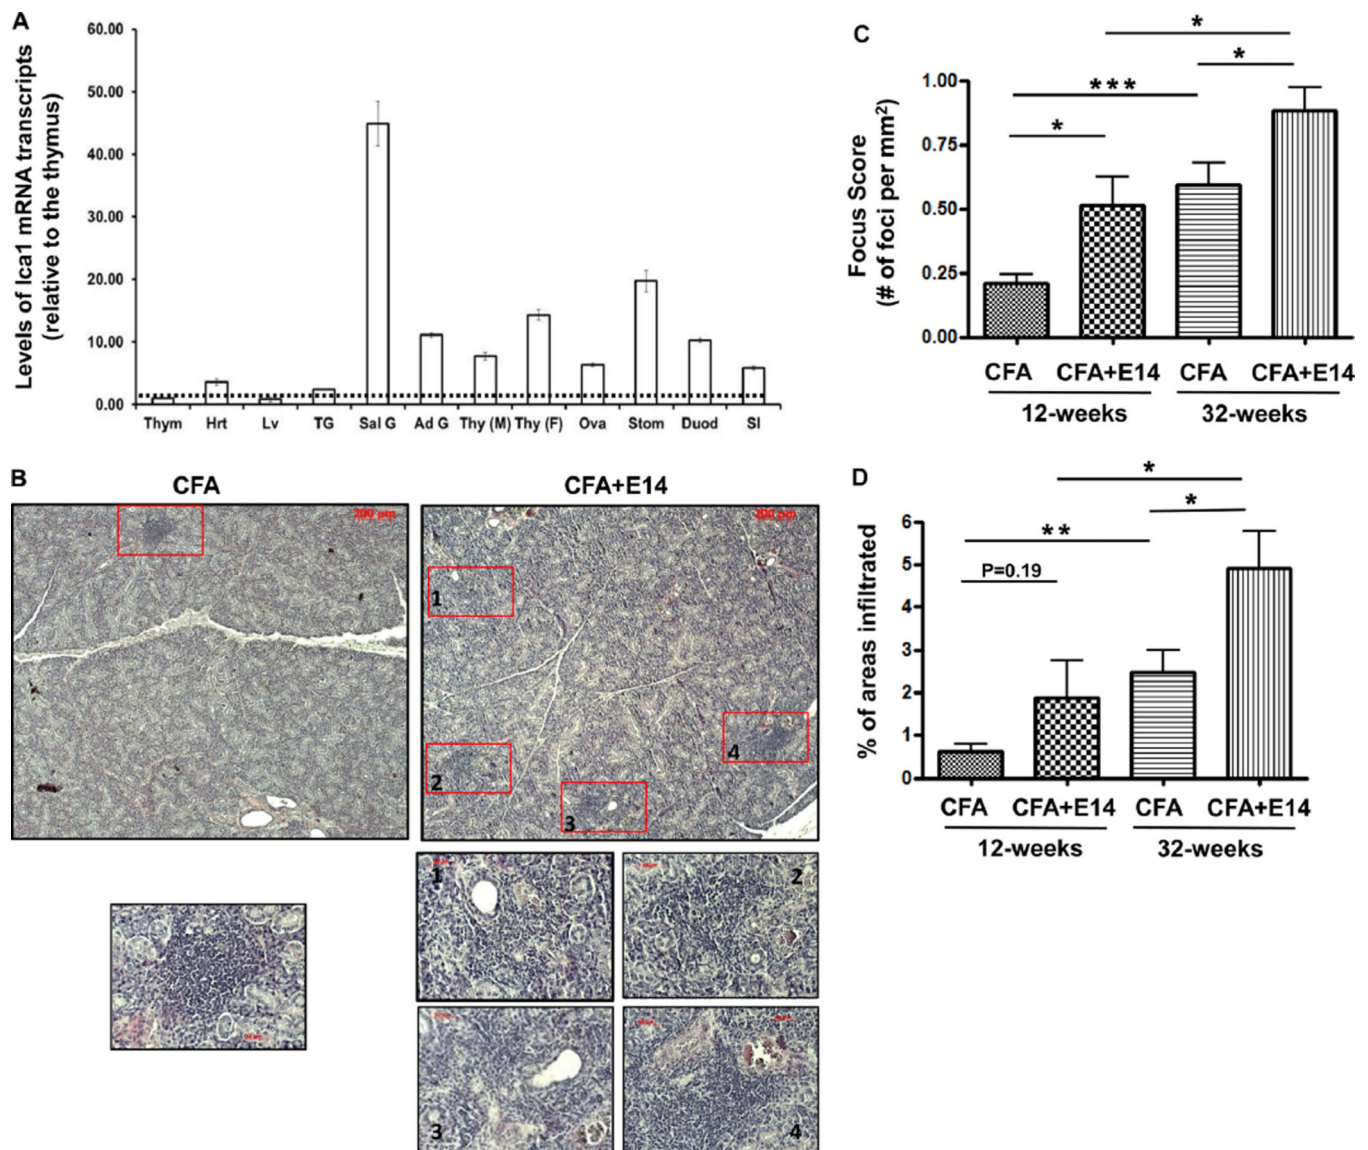 A
Levels of Ica1 mRNA transcripts
(relative to the thymus)
60.00
50.00
40.00
30.00
20.00
10.00
0.00
Thym Hrt Lv TG Sal G Ad G Thy (M) Thy (F) Ova Stom Duod SI
B
CFA
CFA+E14
200 µm
200 µm
1
2
3
4
1
2
3
4
C
Focus Score
(# of foci per mm²)
1.00
0.75
0.50
0.25
0.00
*
*
***
*
CFA CFA+E14 CFA CFA+E14
12-weeks 32-weeks
D
% of areas infiltrated
6
5
4
3
2
1
0
*
*
**
P=0.19
CFA CFA+E14 CFA CFA+E14
12-weeks 32-weeks